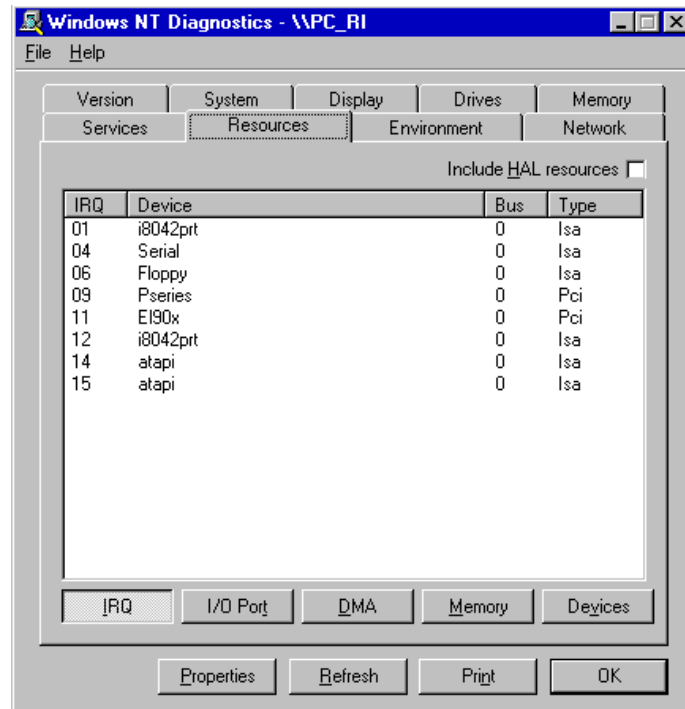 Windows NT Diagnostics - \\PC_RI
File Help
Version System Display Drives Memory
Services Resources Environment Network
Include HAL resources
IRQ Device Bus Type
01 i8042prt 0 Isa
04 Serial 0 Isa
06 Floppy 0 Isa
09 Pseries 0 Pci
11 El90x 0 Pci
12 i8042prt 0 Isa
14 atapi 0 Isa
15 atapi 0 Isa
IRQ I/O Port DMA Memory Devices
Properties Refresh Print OK